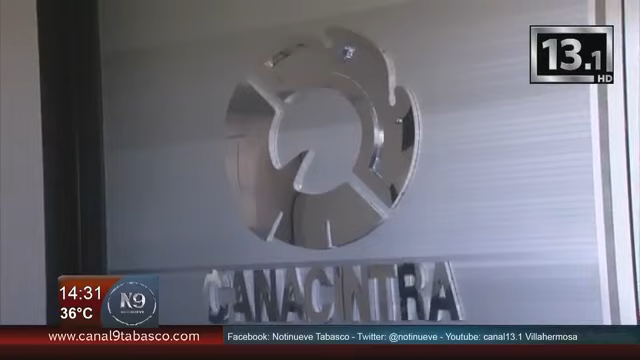 13.1
HD
CANACINTRA
14:31
36°C
N9
www.canal9tabasco.com
Facebook: Notinueve Tabasco - Twitter: @notinueve - Youtube: canal13.1 Villahermosa